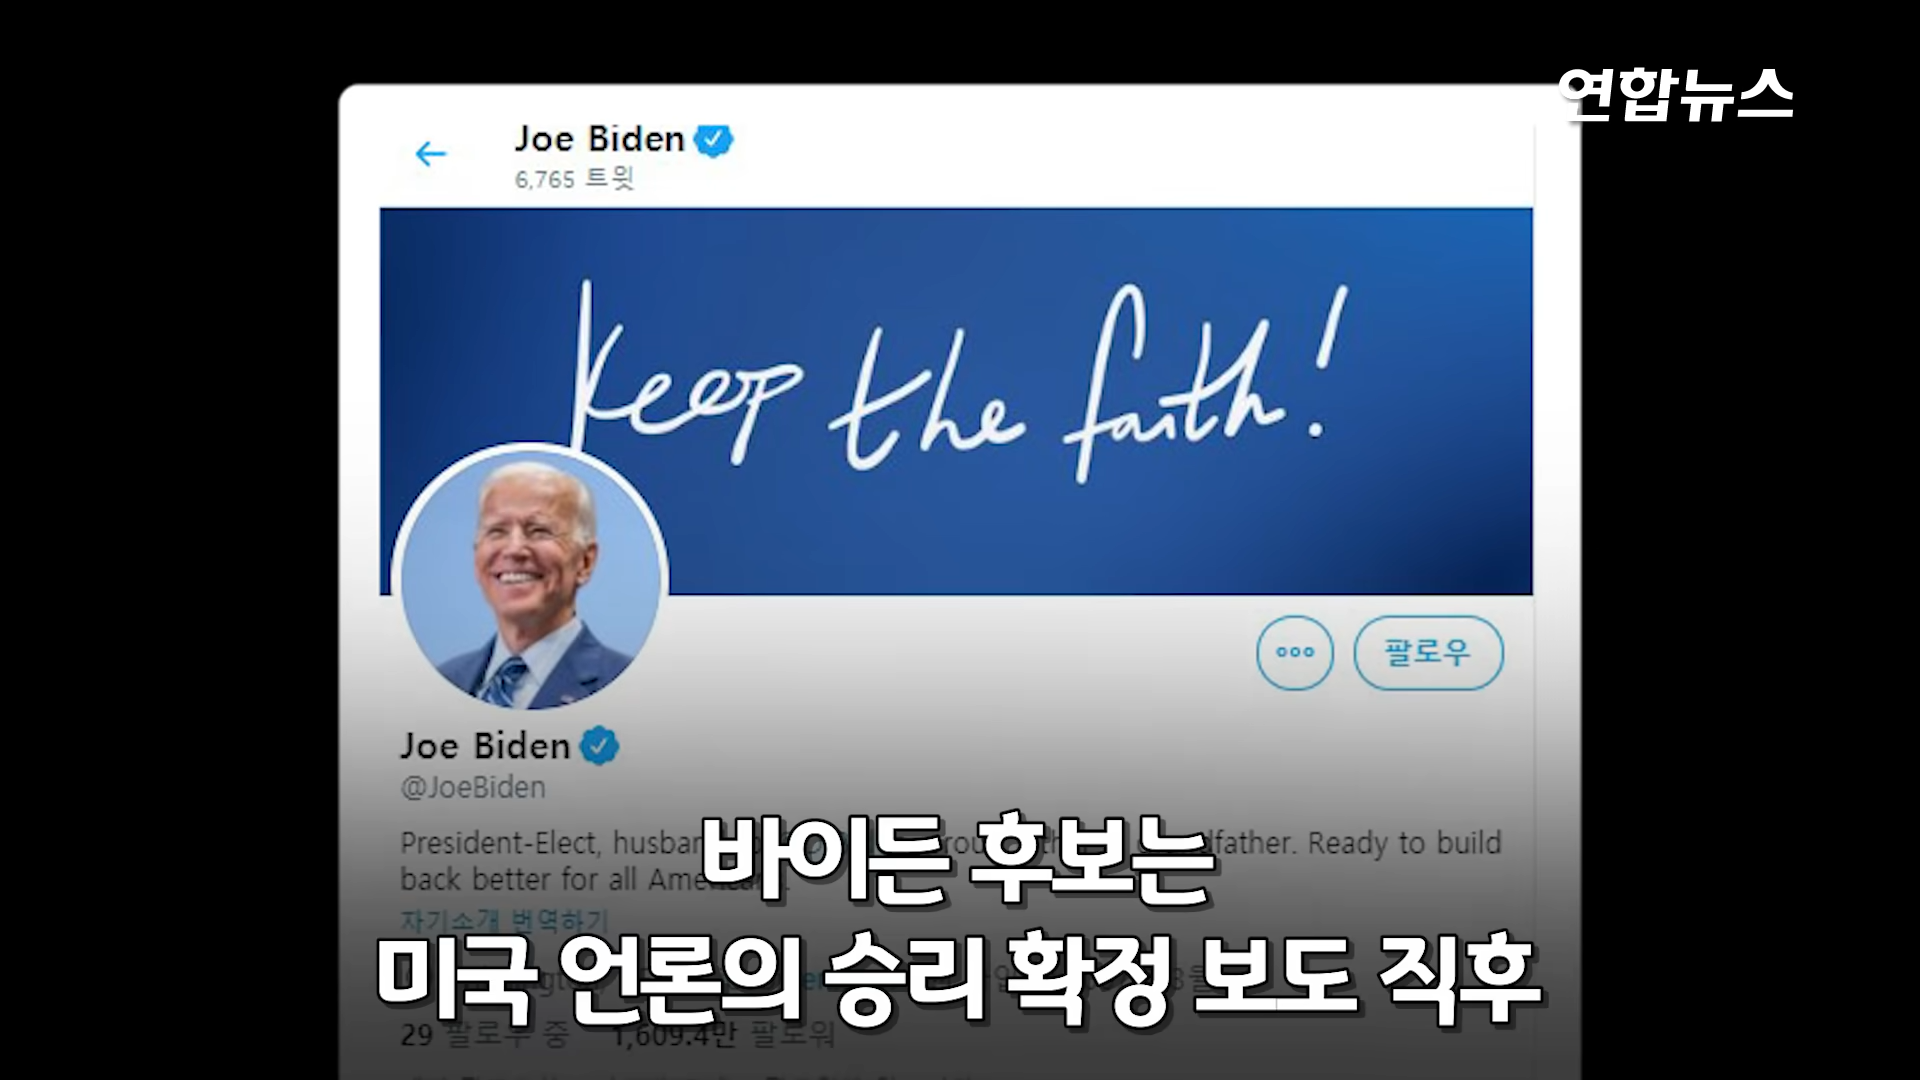 연합뉴스
Joe Biden
6,765 트윗
Keep the faith!
팔로우
Joe Biden
@JoeBiden
President-Elect, husband grandfather. Ready to build
back better for all Americans.
자기소개 번역하기
바이든 후보는
미국 언론의 승리 확정 보도 직후
29 팔로우 중 1,609.4만 팔로워